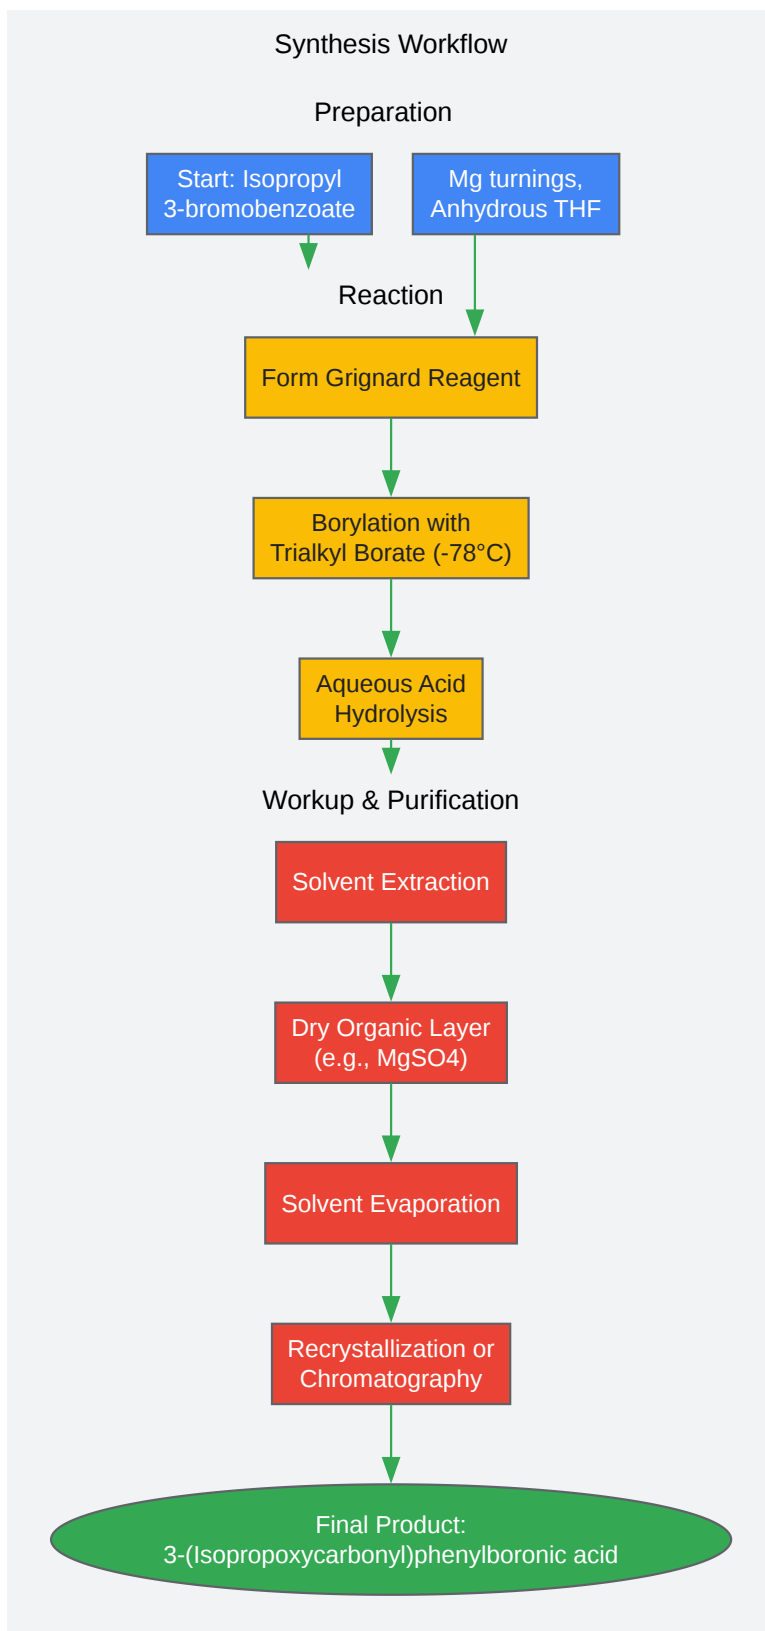 Synthesis Workflow
Preparation
Start: Isopropyl
3-bromobenzoate
Mg turnings,
Anhydrous THF
Reaction
Form Grignard Reagent
Borylation with
Trialkyl Borate (-78°C)
Aqueous Acid
Hydrolysis
Workup & Purification
Solvent Extraction
Dry Organic Layer
(e.g., MgSO4)
Solvent Evaporation
Recrystallization or
Chromatography
Final Product:
3-(Isopropoxycarbonyl)phenylboronic acid